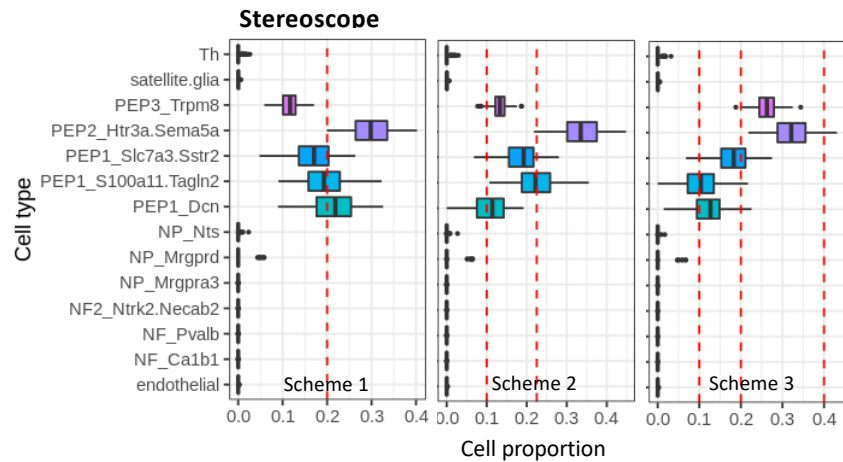 Stereoscope
Cell type
Th
satellite.glia
PEP3_Trpm8
PEP2_Htr3a.Sema5a
PEP1_Slc7a3.Sstr2
PEP1_S100a11.Tagln2
PEP1_Dcn
NP_Nts
NP_Mrgprd
NP_Mrgpra3
NF2_Ntrk2.Necab2
NF_Pvalb
NF_Ca1b1
endothelial
Scheme 1 Scheme 2 Scheme 3
0.0 0.1 0.2 0.3 0.4 0.0 0.1 0.2 0.3 0.4 0.0 0.1 0.2 0.3 0.4
Cell proportion